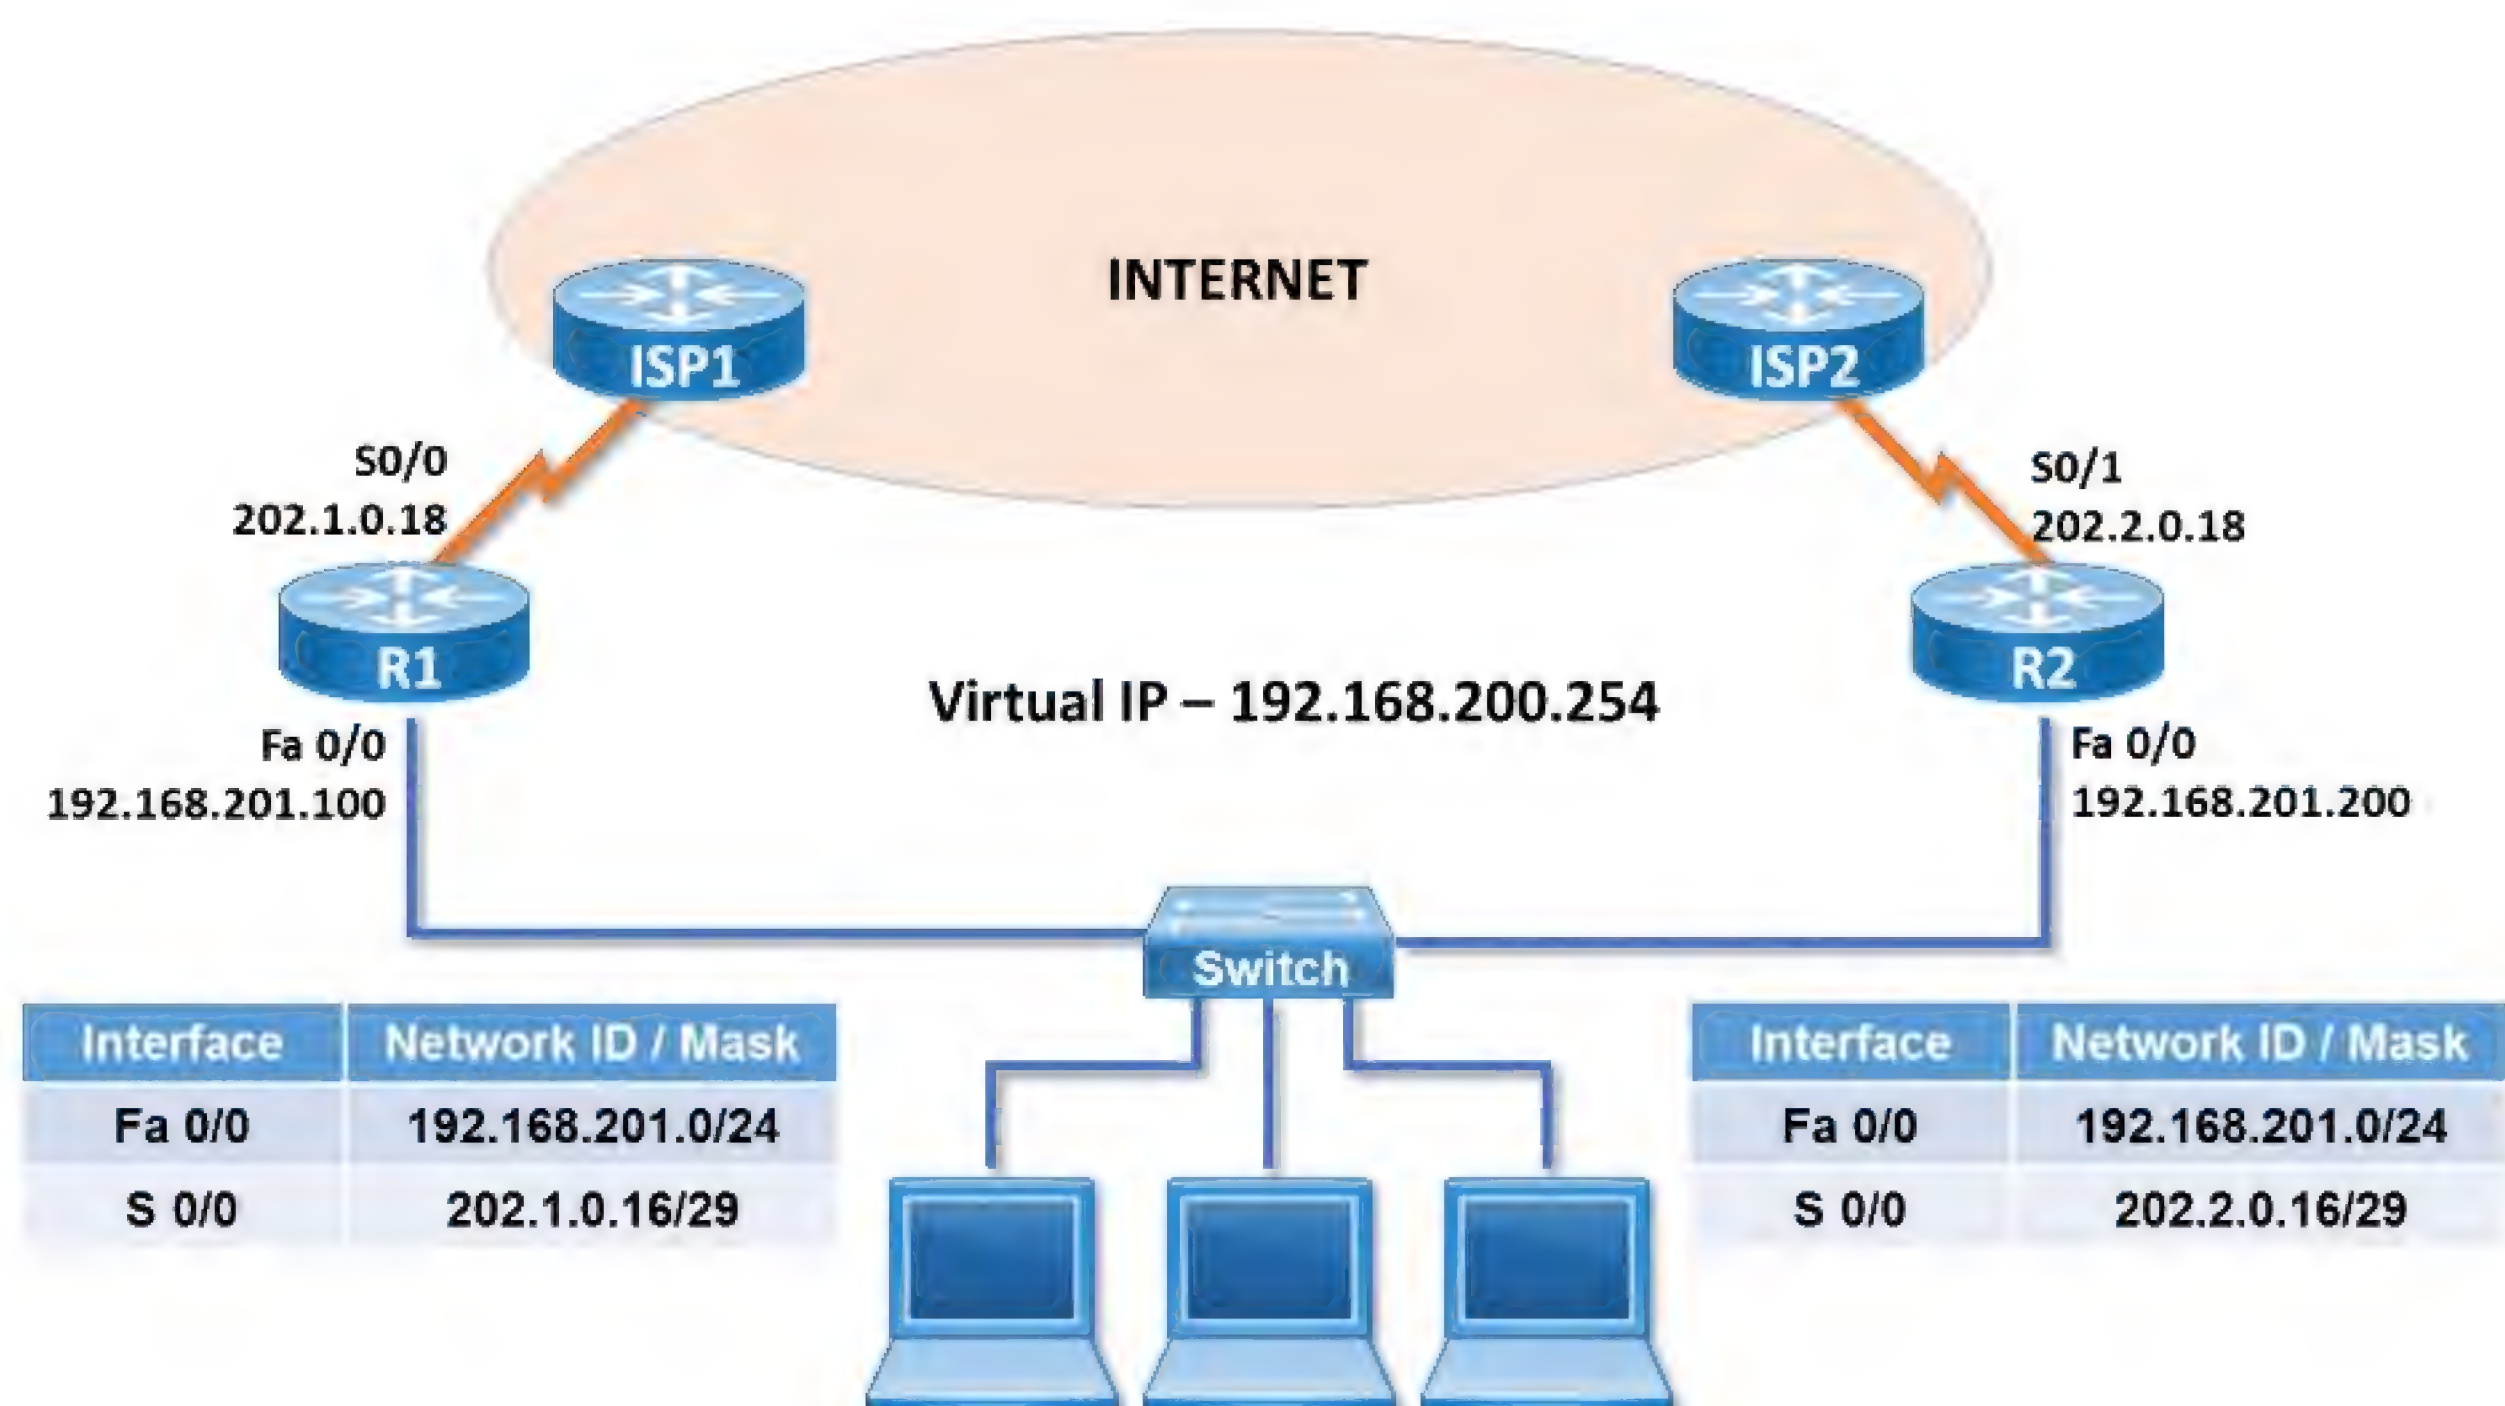 INTERNET
ISP1
ISP2
S0/0
202.1.0.18
S0/1
202.2.0.18
R1
R2
Virtual IP – 192.168.200.254
Fa 0/0
192.168.201.100
Fa 0/0
192.168.201.200
Switch
Interface Network ID / Mask
Fa 0/0 192.168.201.0/24
S 0/0 202.1.0.16/29
Interface Network ID / Mask
Fa 0/0 192.168.201.0/24
S 0/0 202.2.0.16/29